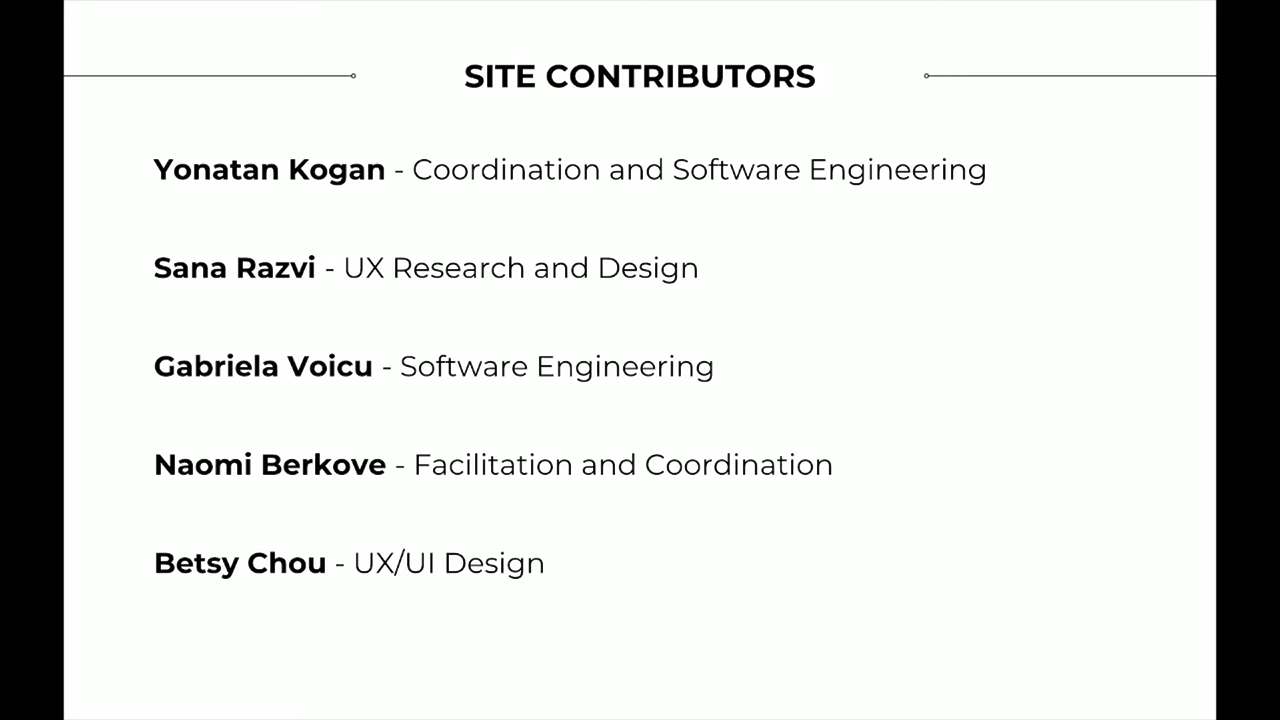 SITE CONTRIBUTORS
Yonatan Kogan - Coordination and Software Engineering
Sana Razvi - UX Research and Design
Gabriela Voicu - Software Engineering
Naomi Berkove - Facilitation and Coordination
Betsy Chou - UX/UI Design